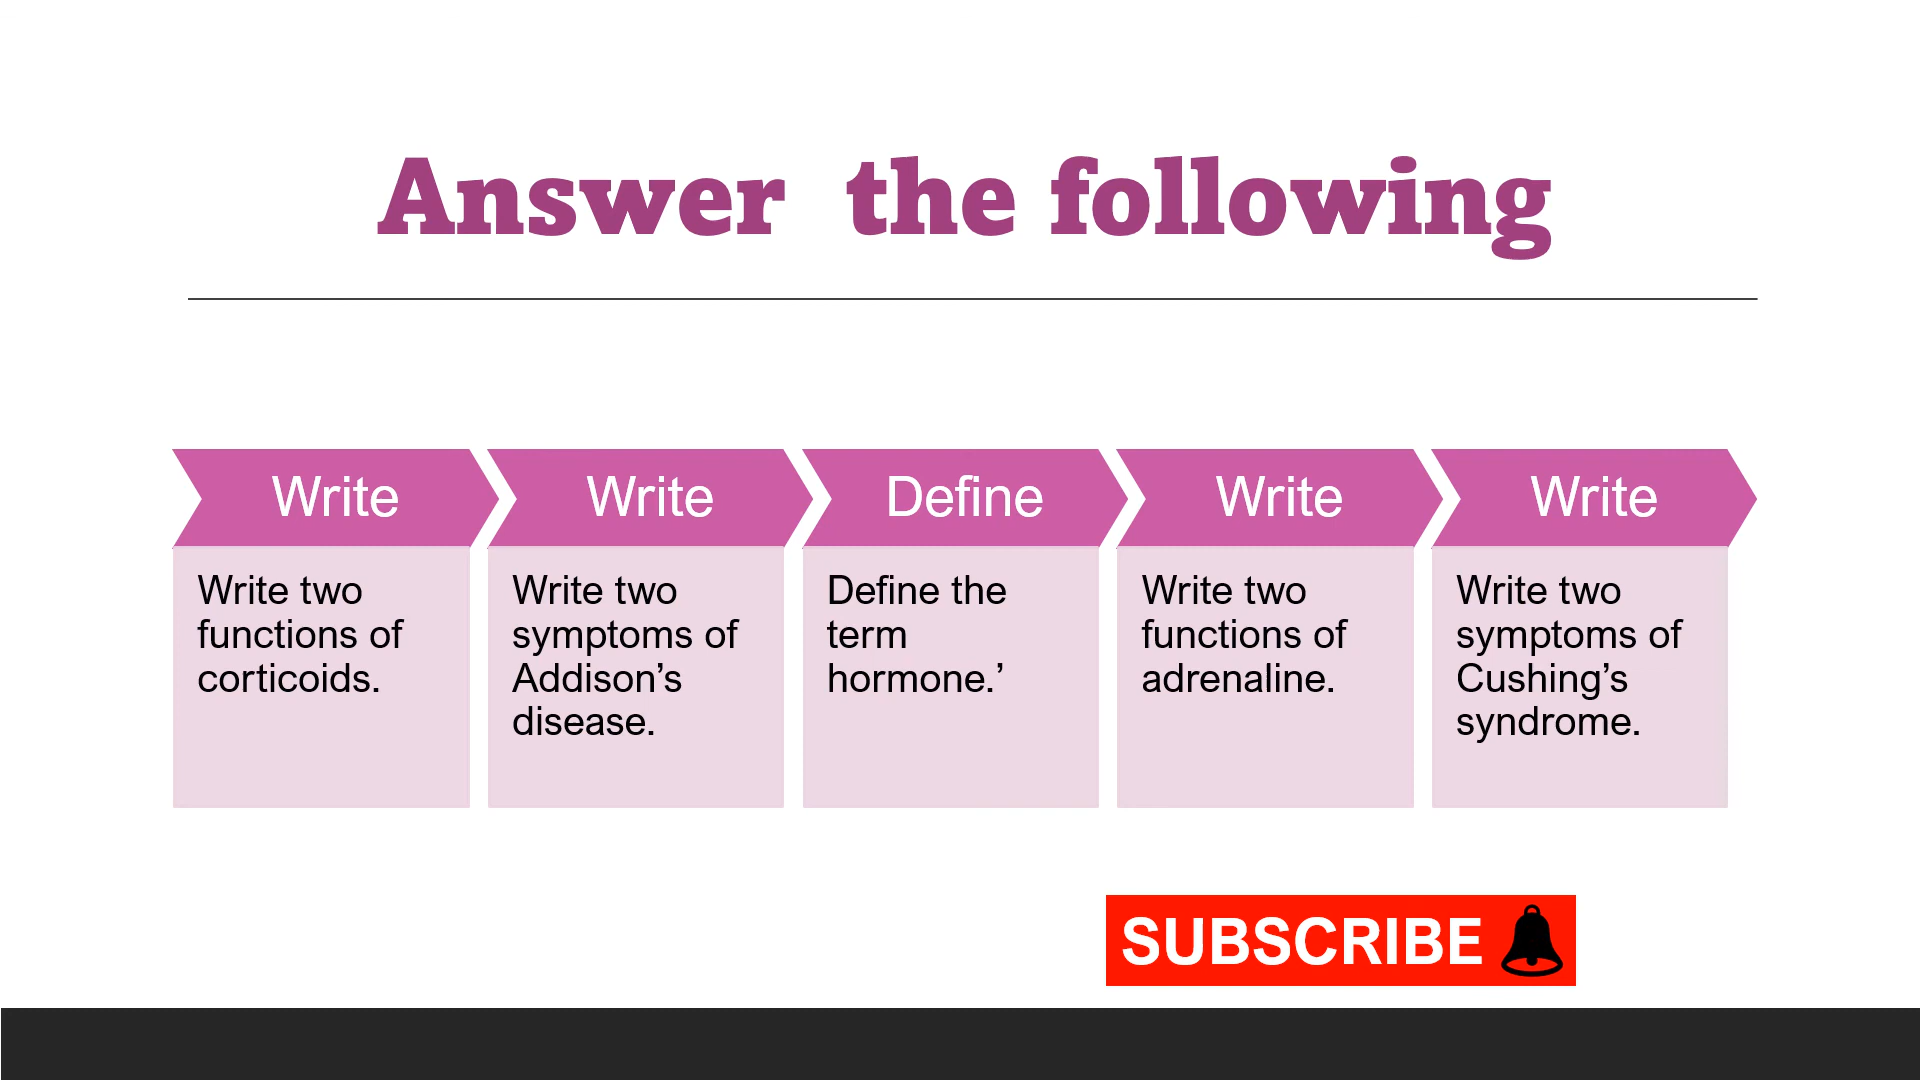 Answer the following
Write
Write two
functions of
corticoids.
Write
Write two
symptoms of
Addison’s
disease.
Define
Define the
term
hormone.’
Write
Write two
functions of
adrenaline.
Write
Write two
symptoms of
Cushing’s
syndrome.
SUBSCRIBE